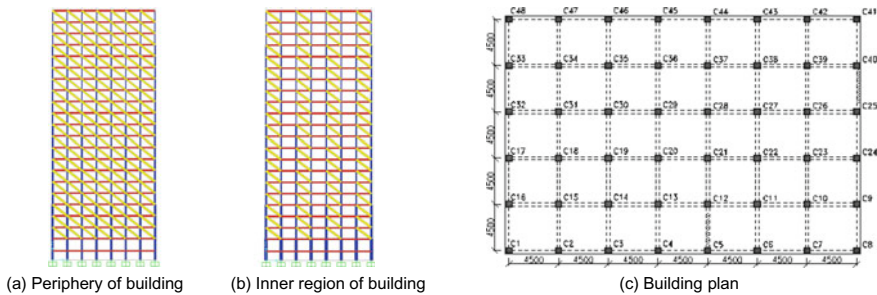 C48 C47 C46 C45 C44 C43 C42 C41
C33 C34 C35 C36 C37 C38 C39 C40
4500
C32 C31 C30 C29 C28 C27 C26 C25
4500
C17 C18 C19 C20 C21 C22 C23 C24
4500
C16 C15 C14 C13 C12 C11 C10 C9
4500
4500
C1 C2 C3 C4 C5 C6 C7 C8
4500 4500 4500 4500 4500 4500 4500
(a) Periphery of building (b) Inner region of building (c) Building plan